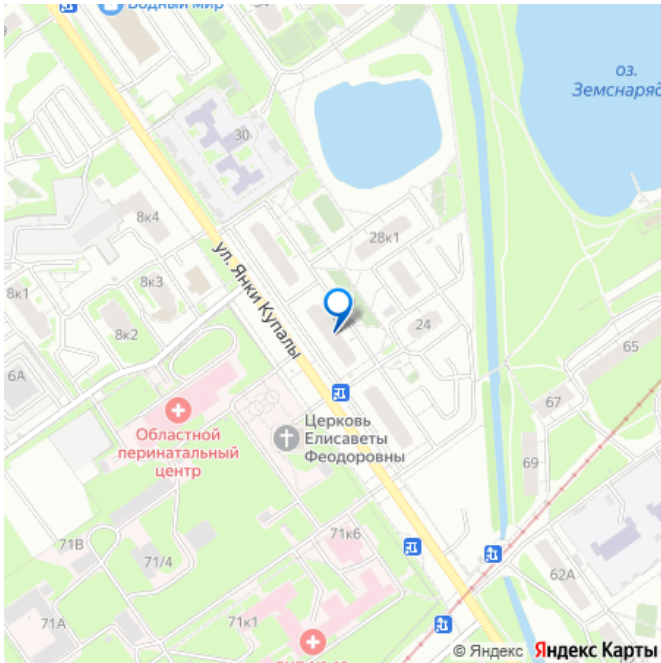 Водный мир
34
оз.
Земснаряд
30
8к4
28к1
ул. Янки Купалы
8к3
8к1
8к2
24
65
6А
67
Областной
перинатальный
центр
Церковь
Елисаветы
Феодоровны
69
71В
71/4
71к6
62А
71А
71к1
© Яндекс Яндекс Карты